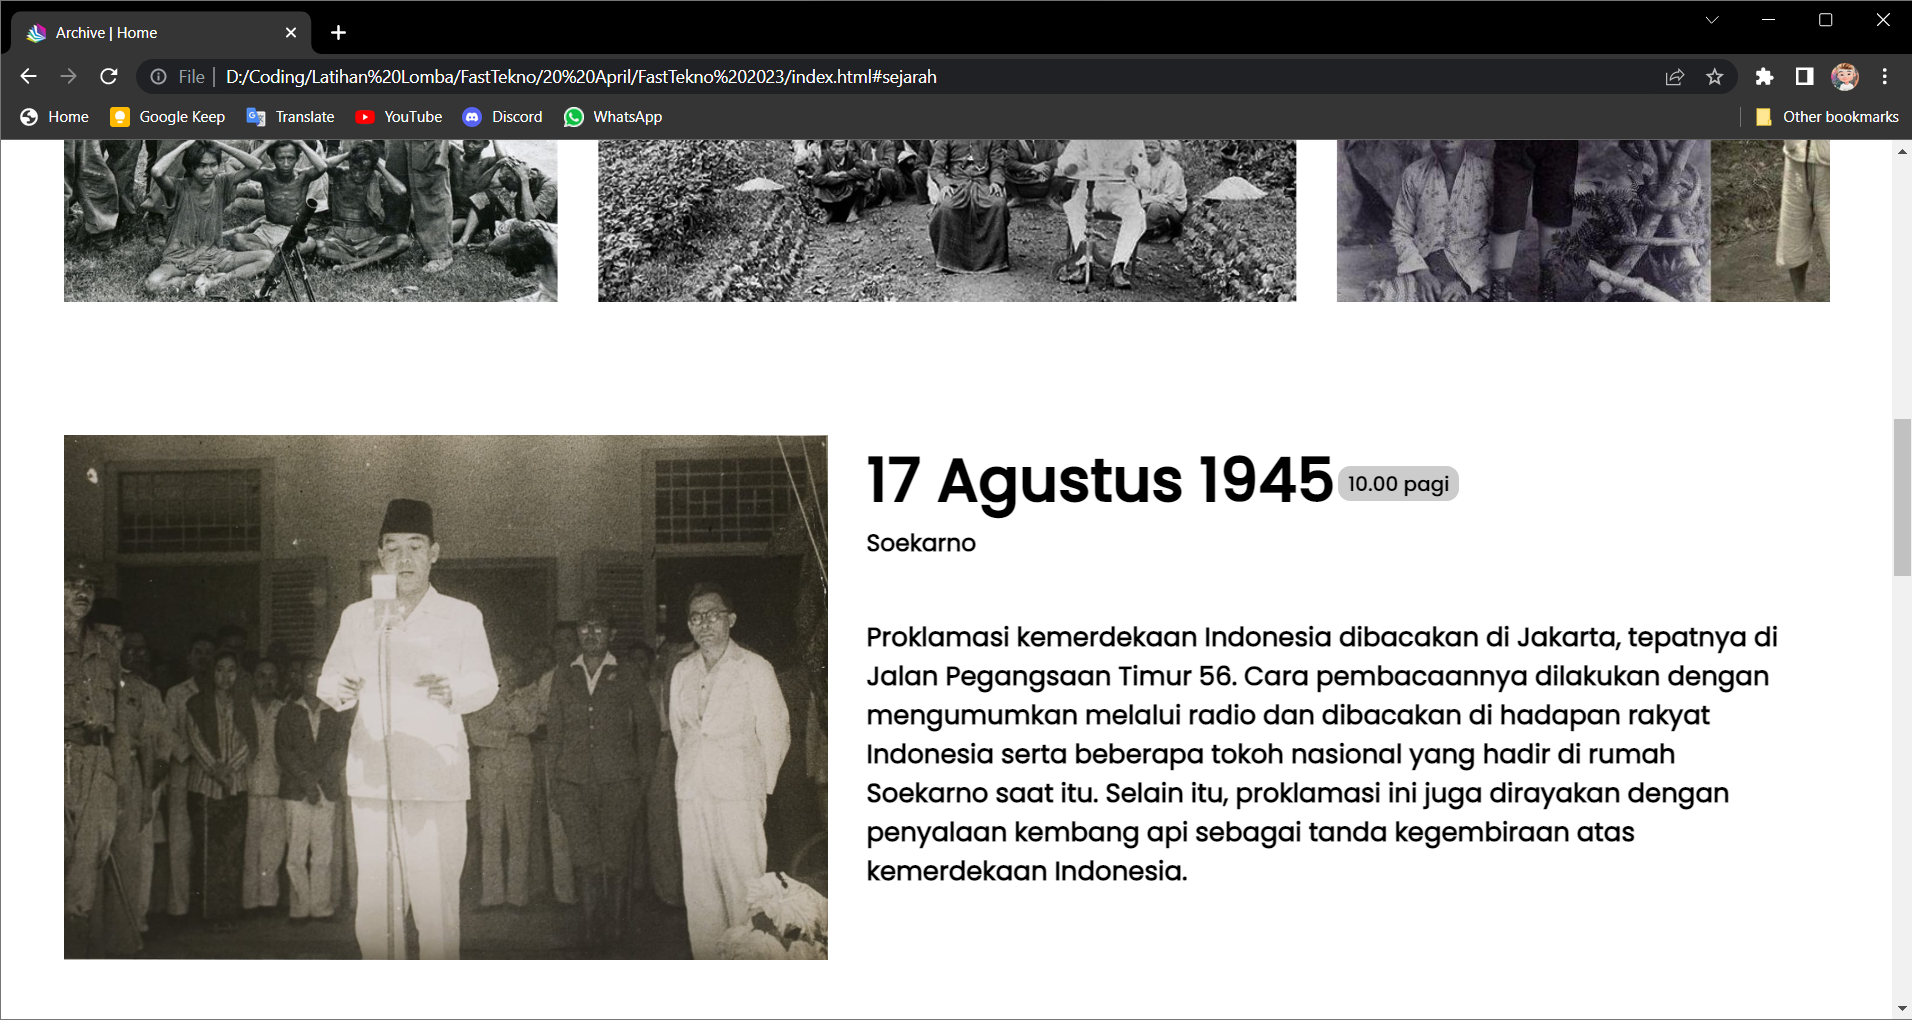 Archive | Home
File | D:/Coding/Latihan%20Lomba/FastTekno/20%20April/FastTekno%202023/index.html#sejarah
Home Google Keep Translate YouTube Discord WhatsApp Other bookmarks
17 Agustus 1945 10.00 pagi
Soekarno
Proklamasi kemerdekaan Indonesia dibacakan di Jakarta, tepatnya di
Jalan Pegangsaan Timur 56. Cara pembacaannya dilakukan dengan
mengumumkan melalui radio dan dibacakan di hadapan rakyat
Indonesia serta beberapa tokoh nasional yang hadir di rumah
Soekarno saat itu. Selain itu, proklamasi ini juga dirayakan dengan
penyalaan kembang api sebagai tanda kegembiraan atas
kemerdekaan Indonesia.